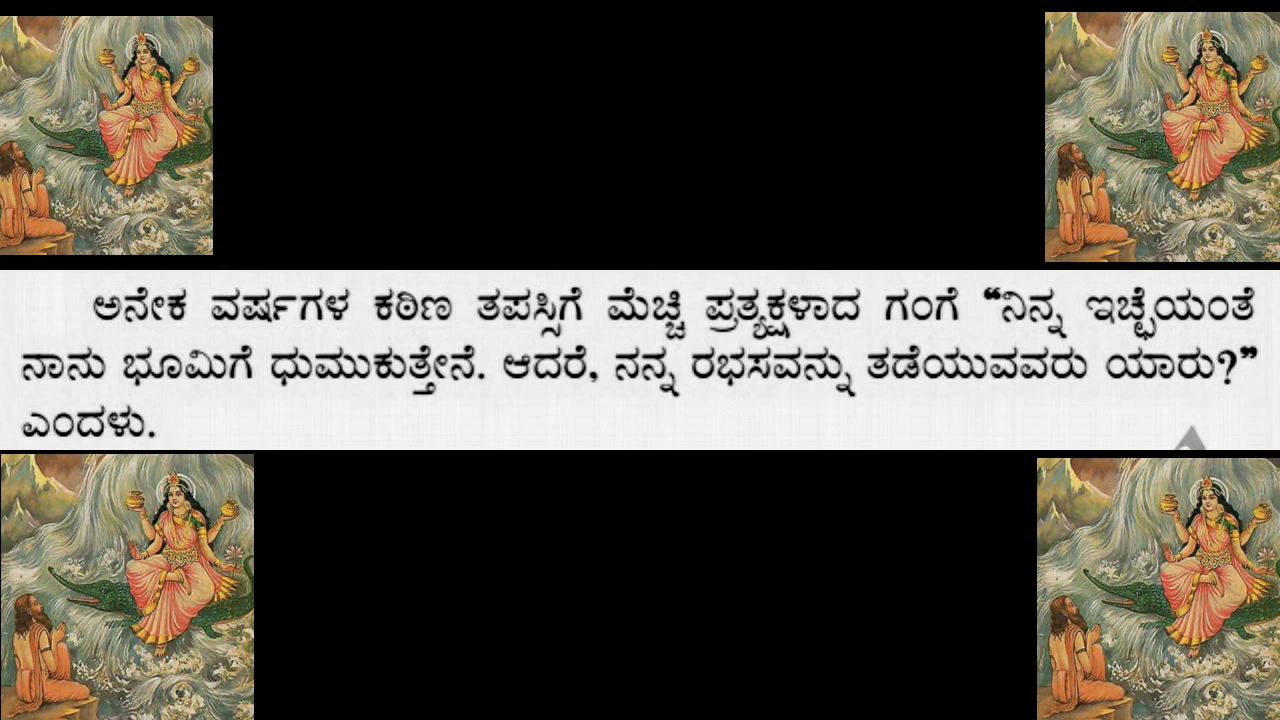 ಅನೇಕ ವರ್ಷಗಳ ಕಠಿಣ ತಪಸ್ಸಿಗೆ ಮೆಚ್ಚಿ ಪ್ರತ್ಯಕ್ಷಳಾದ ಗಂಗೆ “ನಿನ್ನ ಇಚ್ಛೆಯಂತೆ
ನಾನು ಭೂಮಿಗೆ ಧುಮುಕುತ್ತೇನೆ. ಆದರೆ, ನನ್ನ ರಭಸವನ್ನು ತಡೆಯುವವರು ಯಾರು?”
ಎಂದಳು.